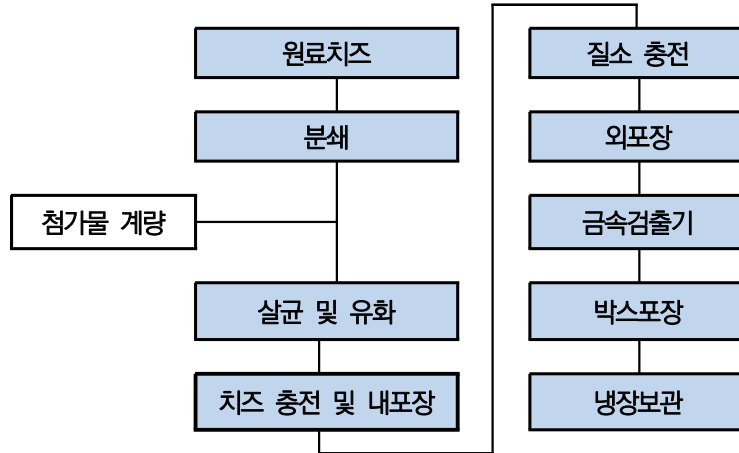 원료치즈
분쇄
첨가물 계량
살균 및 유화
치즈 충전 및 내포장
질소 충전
외포장
금속검출기
박스포장
냉장보관